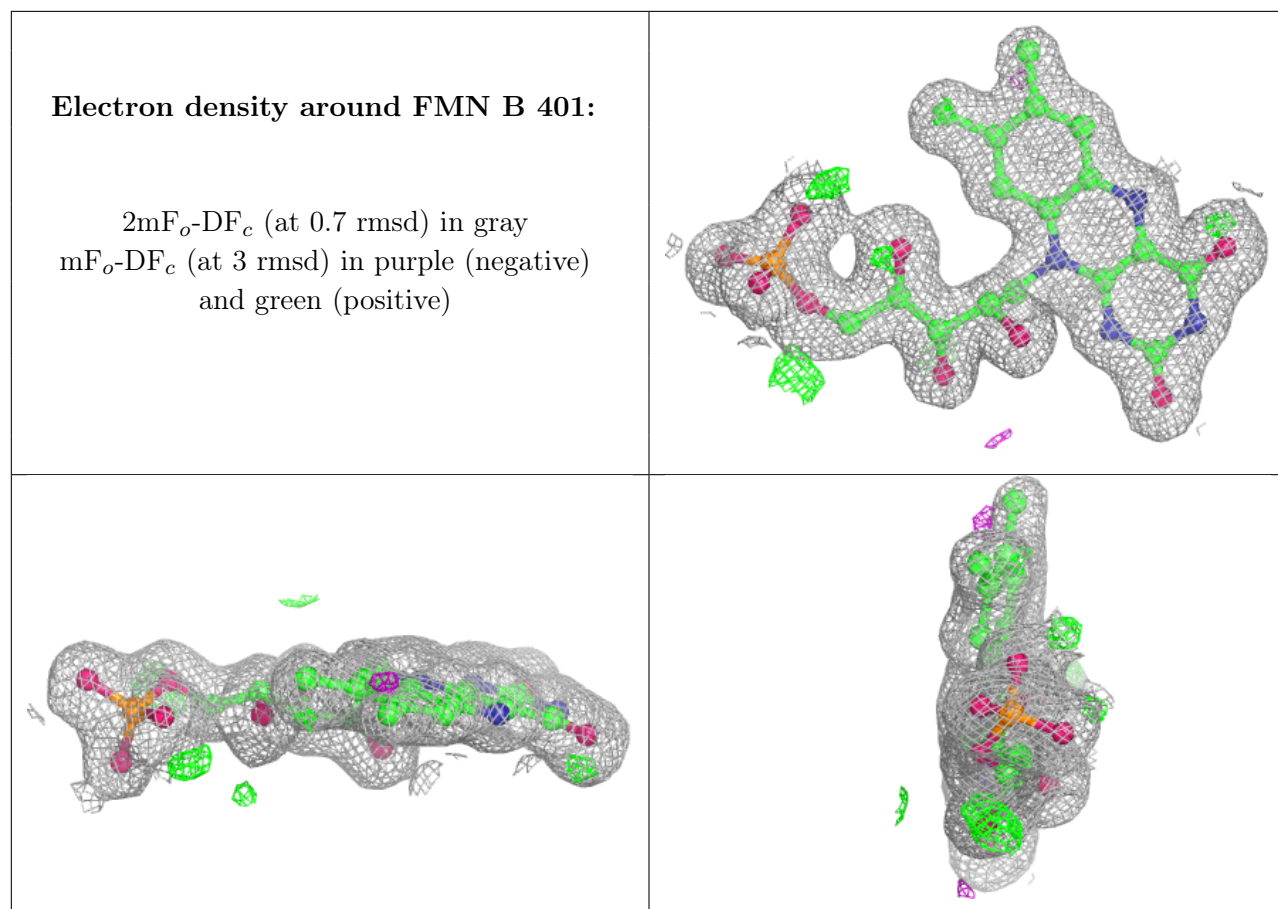 Electron density around FMN B 401:
2mFo-DFc (at 0.7 rmsd) in gray
mFo-DFc (at 3 rmsd) in purple (negative)
and green (positive)